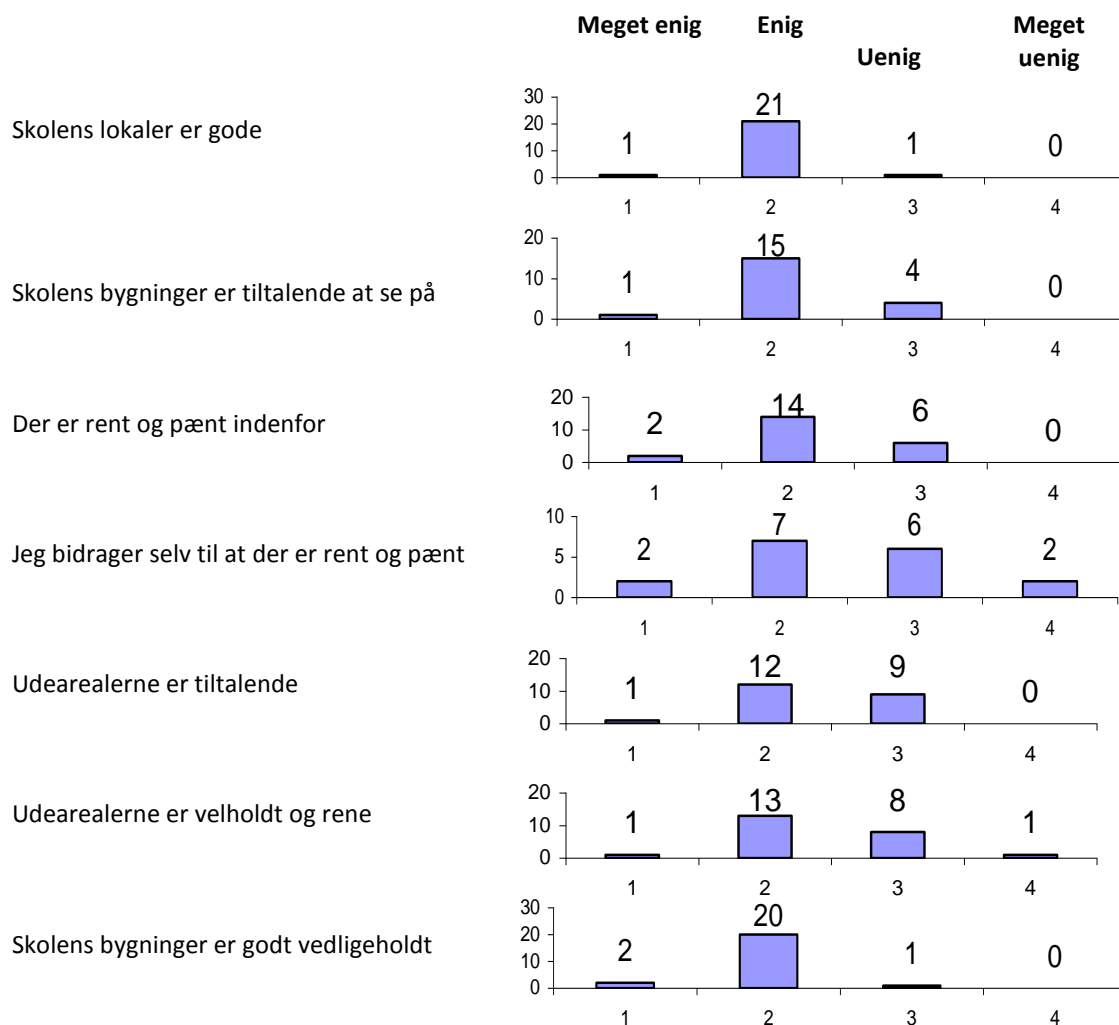 Meget enig Enig Uenig Meget uenig
Skolens lokaler er gode
30
20
10
0
1 21 1 0
1 2 3 4
Skolens bygninger er tiltalende at se på
20
10
0
1 15 4 0
1 2 3 4
Der er rent og pænt indenfor
20
10
0
2 14 6 0
1 2 3 4
Jeg bidrager selv til at der er rent og pænt
10
5
0
2 7 6 2
1 2 3 4
Udearealerne er tiltalende
20
10
0
1 12 9 0
1 2 3 4
Udearealerne er velholdt og rene
20
10
0
1 13 8 1
1 2 3 4
Skolens bygninger er godt vedligeholdt
30
20
10
0
2 20 1 0
1 2 3 4